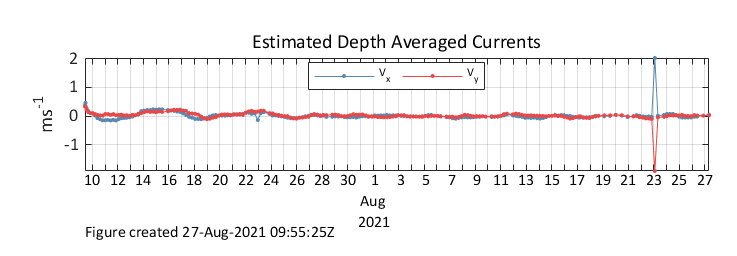 Estimated Depth Averaged Currents
Vx Vy
ms-1
2
1
0
-1
10 12 14 16 18 20 22 24 26 28 30 1 3 5 7 9 11 13 15 17 19 21 23 25 27
Aug
2021
Figure created 27-Aug-2021 09:55:25Z